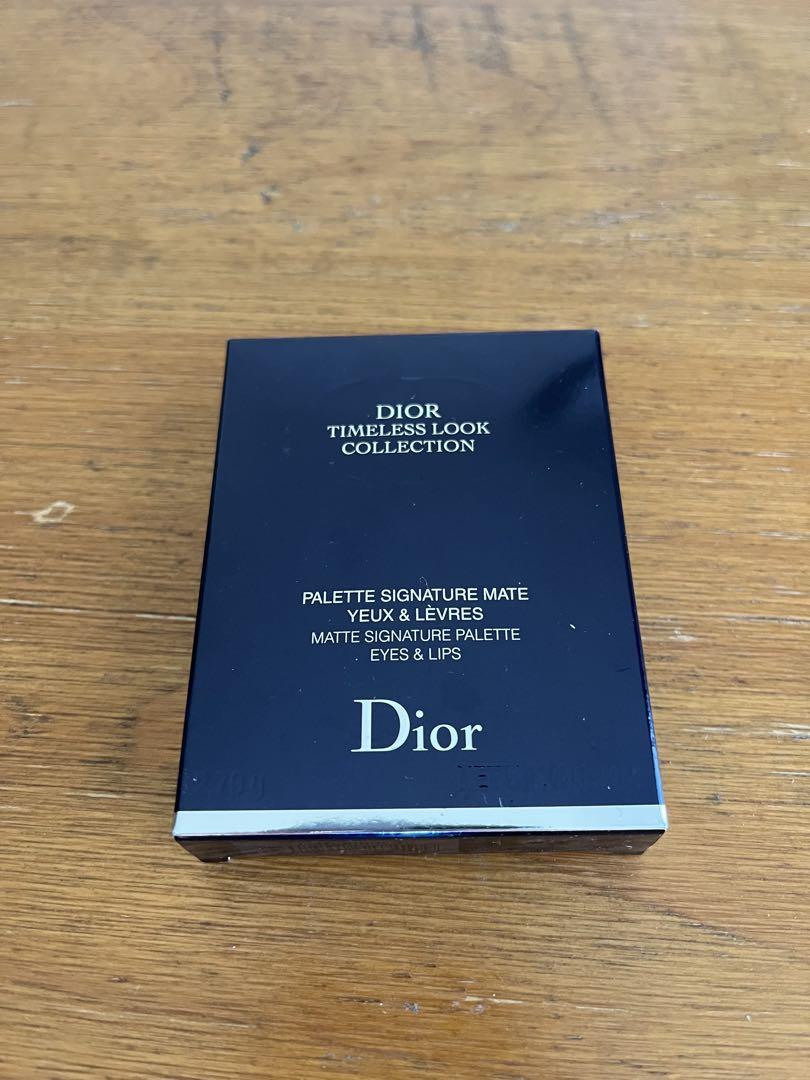 DIOR
TIMELESS LOOK
COLLECTION
PALETTE SIGNATURE MATE
YEUX & LÈVRES
MATTE SIGNATURE PALETTE
EYES & LIPS
Dior